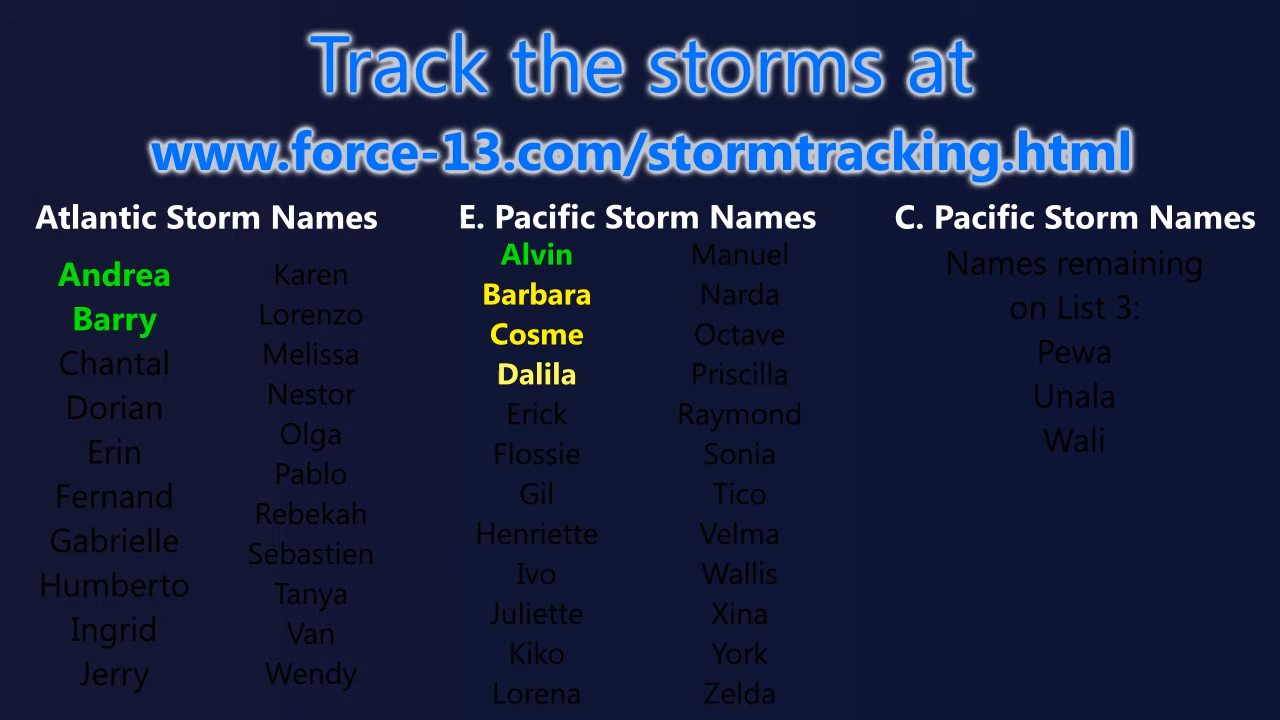 Track the storms at
www.force-13.com/stormtracking.html
Atlantic Storm Names
Andrea
Barry
Chantal
Dorian
Erin
Fernand
Gabrielle
Humberto
Ingrid
Jerry
Karen
Lorenzo
Melissa
Nestor
Olga
Pablo
Rebekah
Sebastien
Tanya
Van
Wendy
E. Pacific Storm Names
Alvin
Barbara
Cosme
Dalila
Erick
Flossie
Gil
Henriette
Ivo
Juliette
Kiko
Lorena
Manuel
Narda
Octave
Priscilla
Raymond
Sonia
Tico
Velma
Wallis
Xina
York
Zelda
C. Pacific Storm Names
Names remaining
on List 3:
Pewa
Unala
Wali